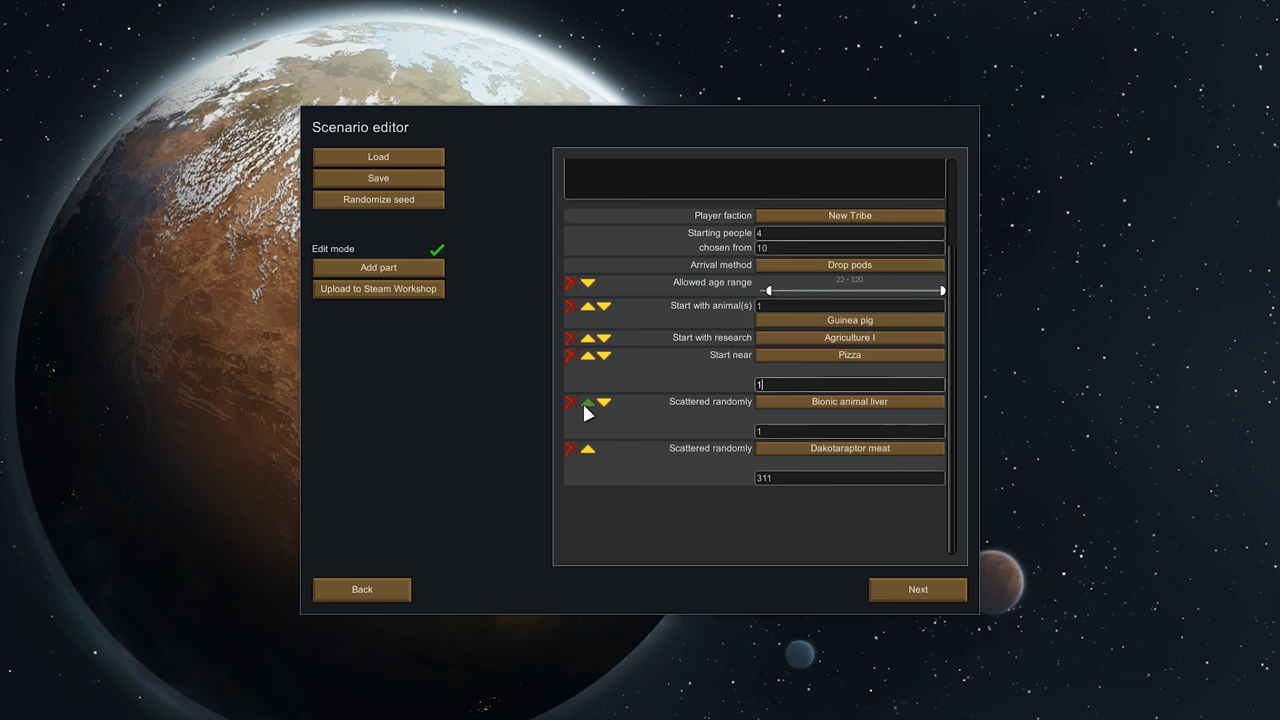 Scenario editor
Load
Save
Randomize seed
Edit mode
Add part
Upload to Steam Workshop
Player faction New Tribe
Starting people 4
chosen from 10
Arrival method Drop pods
Allowed age range 22 - 120
Start with animal(s) 1
Guinea pig
Start with research Agriculture I
Start near Pizza
1
Scattered randomly Bionic animal liver
1
Scattered randomly Dakotaraptor meat
311
Back Next